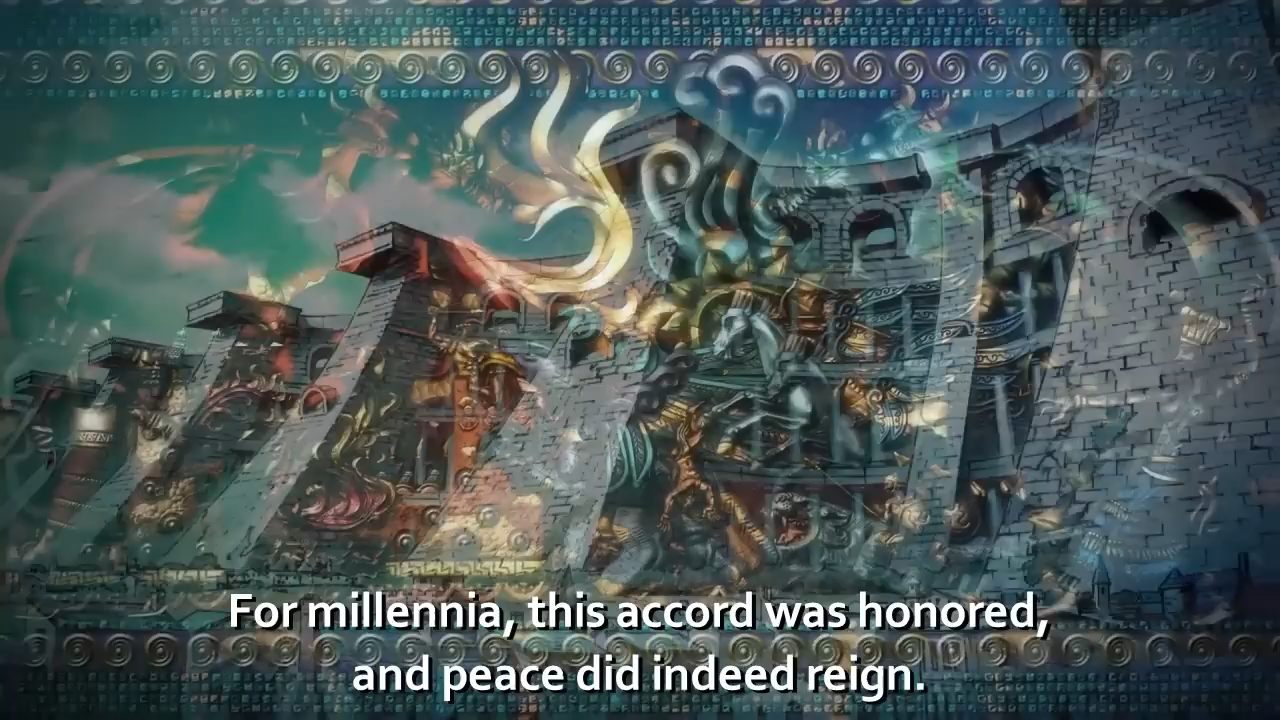 For millennia, this accord was honored,
and peace did indeed reign.